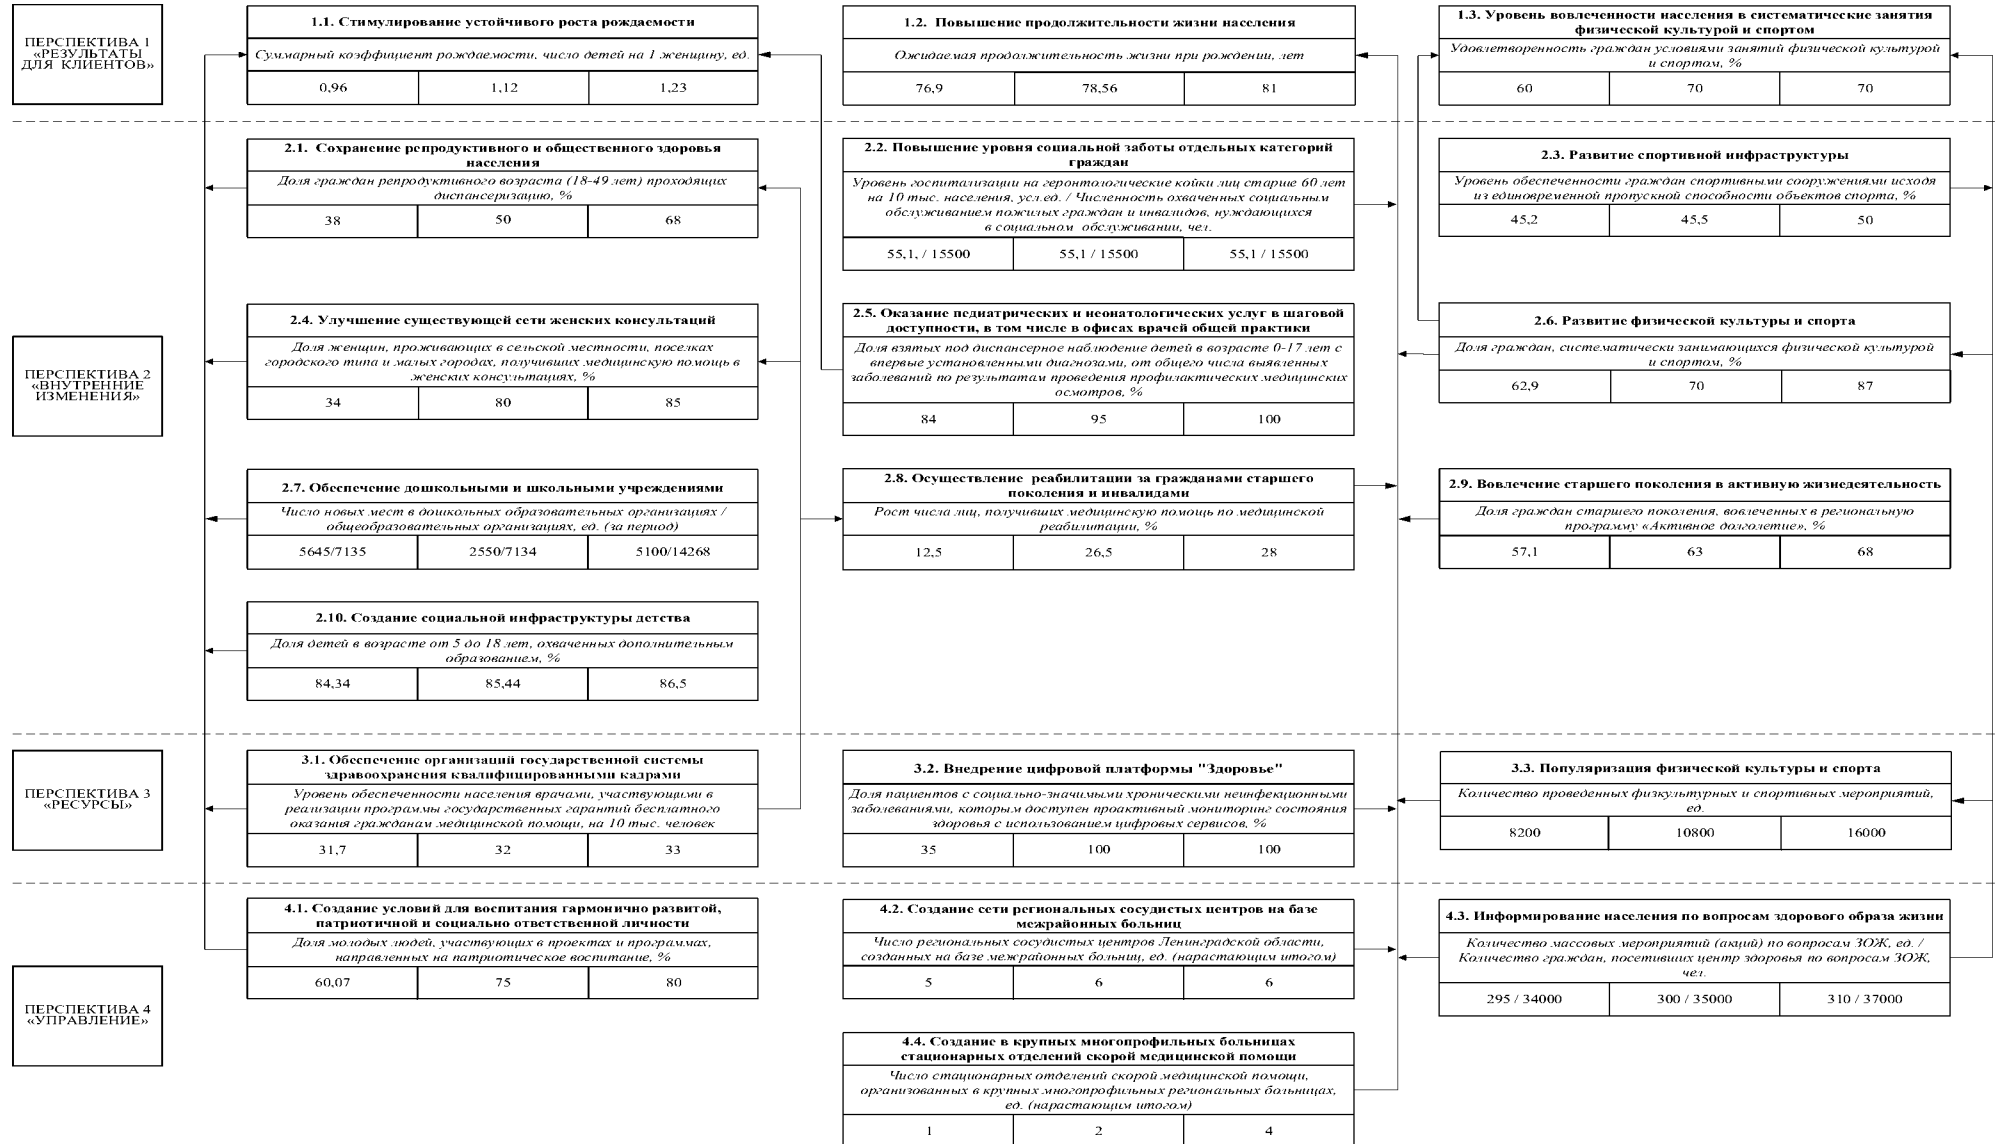 ПЕРСПЕКТИВА 1
«РЕЗУЛЬТАТЫ
ДЛЯ КЛИЕНТОВ»
1.1. Стимулирование устойчивого роста рождаемости
Суммарный коэффициент рождаемости, число детей на 1 женщину, ед.
0,96 1,12 1,23
1.2. Повышение продолжительности жизни населения
Ожидаемая продолжительность жизни при рождении, лет
76,9 78,56 81
1.3. Уровень вовлеченности населения в систематические занятия
физической культурой и спортом
Удовлетворенность граждан условиями занятий физической культурой
и спортом, %
60 70 70
ПЕРСПЕКТИВА 2
«ВНУТРЕННИЕ
ИЗМЕНЕНИЯ»
2.1. Сохранение репродуктивного и общественного здоровья
населения
Доля граждан репродуктивного возраста (18-49 лет) проходящих
диспансеризацию, %
38 50 68
2.2. Повышение уровня социальной заботы отдельных категорий
граждан
Уровень госпитализации на геронтологические койки лиц старше 60 лет
на 10 тыс. населения, усл.ед. / Численность охваченных социальным
обслуживанием пожилых граждан и инвалидов, нуждающихся
в социальном обслуживании, чел.
55,1, / 15500 55,1 / 15500 55,1 / 15500
2.3. Развитие спортивной инфраструктуры
Уровень обеспеченности граждан спортивными сооружениями исходя
из единовременной пропускной способности объектов спорта, %
45,2 45,5 50
2.4. Улучшение существующей сети женских консультаций
Доля женщин, проживающих в сельской местности, поселках
городского типа и малых городах, получивших медицинскую помощь в
женских консультациях, %
34 80 85
2.5. Оказание педиатрических и неонатологических услуг в шаговой
доступности, в том числе в офисах врачей общей практики
Доля взятых под диспансерное наблюдение детей в возрасте 0-17 лет с
впервые установленными диагнозами, от общего числа выявленных
заболеваний по результатам проведения профилактических медицинских
осмотров, %
84 95 100
2.6. Развитие физической культуры и спорта
Доля граждан, систематически занимающихся физической культурой
и спортом, %
62,9 70 87
2.7. Обеспечение дошкольными и школьными учреждениями
Число новых мест в дошкольных образовательных организациях /
общеобразовательных организациях, ед. (за период)
5645/7135 2550/7134 5100/14268
2.8. Осуществление реабилитации за гражданами старшего
поколения и инвалидами
Рост числа лиц, получивших медицинскую помощь по медицинской
реабилитации, %
12,5 26,5 28
2.9. Вовлечение старшего поколения в активную жизнедеятельность
Доля граждан старшего поколения, вовлеченных в региональную
программу «Активное долголетие», %
57,1 63 68
2.10. Создание социальной инфраструктуры детства
Доля детей в возрасте от 5 до 18 лет, охваченных дополнительным
образованием, %
84,34 85,44 86,5
ПЕРСПЕКТИВА 3
«РЕСУРСЫ»
3.1. Обеспечение организаций государственной системы
здравоохранения квалифицированными кадрами
Уровень обеспеченности населения врачами, участвующими в
реализации программы государственных гарантий бесплатного
оказания гражданам медицинской помощи, на 10 тыс. человек
31,7 32 33
3.2. Внедрение цифровой платформы "Здоровье"
Доля пациентов с социально-значимыми хроническими неинфекционными
заболеваниями, которым доступен проактивный мониторинг состояния
здоровья с использованием цифровых сервисов, %
35 100 100
3.3. Популяризация физической культуры и спорта
Количество проведенных физкультурных и спортивных мероприятий,
ед.
8200 10800 16000
ПЕРСПЕКТИВА 4
«УПРАВЛЕНИЕ»
4.1. Создание условий для воспитания гармонично развитой,
патриотичной и социально ответственной личности
Доля молодых людей, участвующих в проектах и программах,
направленных на патриотическое воспитание, %
60,07 75 80
4.2. Создание сети региональных сосудистых центров на базе
межрайонных больниц
Число региональных сосудистых центров Ленинградской области,
созданных на базе межрайонных больниц, ед. (нарастающим итогом)
5 6 6
4.3. Информирование населения по вопросам здорового образа жизни
Количество массовых мероприятий (акций) по вопросам ЗОЖ, ед. /
Количество граждан, посетивших центр здоровья по вопросам ЗОЖ,
чел.
295 / 34000 300 / 35000 310 / 37000
4.4. Создание в крупных многопрофильных больницах
стационарных отделений скорой медицинской помощи
Число стационарных отделений скорой медицинской помощи,
организованных в крупных многопрофильных региональных больницах,
ед. (нарастающим итогом)
1 2 4